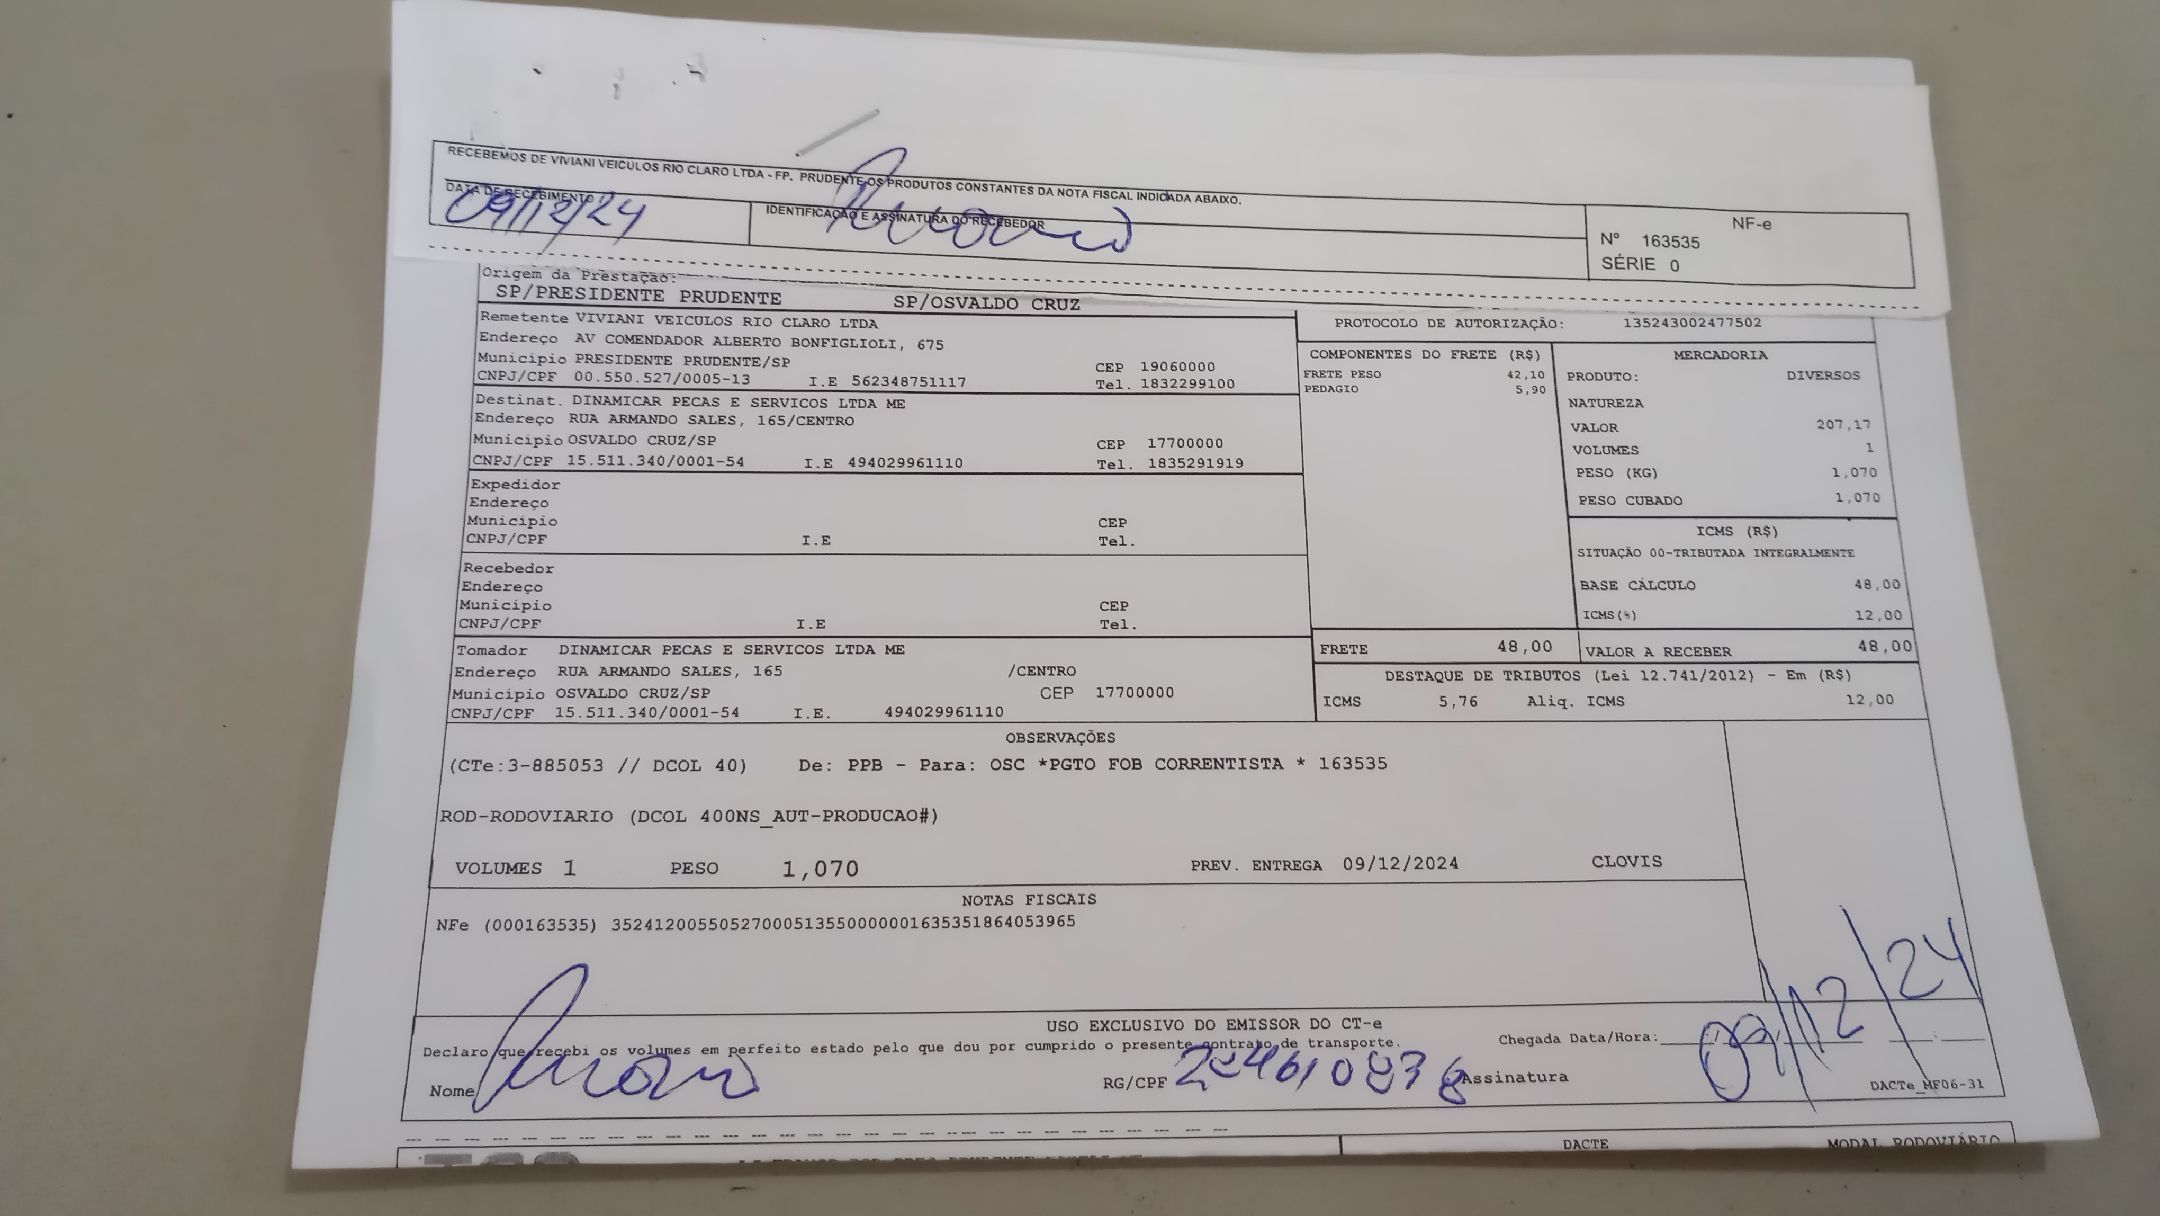 RECEBEMOS DE VIVIANI VEICULOS RIO CLARO LTDA - FP. PRUDENTE OS PRODUTOS CONSTANTES DA NOTA FISCAL INDICADA ABAIXO.
DATA DE RECEBIMENTO
09/12/24
IDENTIFICAÇÃO E ASSINATURA DO RECEBEDOR
NF-e
Nº 163535
SÉRIE 0
Origem da Prestação:
SP/PRESIDENTE PRUDENTE SP/OSVALDO CRUZ
Remetente VIVIANI VEICULOS RIO CLARO LTDA
Endereço AV COMENDADOR ALBERTO BONFIGLIOLI, 675
Municipio PRESIDENTE PRUDENTE/SP CEP 19060000
CNPJ/CPF 00.550.527/0005-13 I.E 562348751117 Tel. 1832299100
Destinat. DINAMICAR PECAS E SERVICOS LTDA ME
Endereço RUA ARMANDO SALES, 165/CENTRO
Municipio OSVALDO CRUZ/SP CEP 17700000
CNPJ/CPF 15.511.340/0001-54 I.E 494029961110 Tel. 1835291919
Expedidor
Endereço
Município CEP
CNPJ/CPF I.E Tel.
Recebedor
Endereço
Município CEP
CNPJ/CPF I.E Tel.
Tomador DINAMICAR PECAS E SERVICOS LTDA ME
Endereço RUA ARMANDO SALES, 165 /CENTRO
Municipio OSVALDO CRUZ/SP CEP 17700000
CNPJ/CPF 15.511.340/0001-54 I.E. 494029961110
PROTOCOLO DE AUTORIZAÇÃO: 135243002477502
COMPONENTES DO FRETE (R$)
FRETE PESO 42,10
PEDAGIO 5,90
MERCADORIA
PRODUTO: DIVERSOS
NATUREZA
VALOR 207,17
VOLUMES 1
PESO (KG) 1,070
PESO CUBADO 1,070
ICMS (R$)
SITUAÇÃO 00-TRIBUTADA INTEGRALMENTE
BASE CÁLCULO 48,00
ICMS(%) 12,00
FRETE 48,00 VALOR A RECEBER 48,00
DESTAQUE DE TRIBUTOS (Lei 12.741/2012) - Em (R$)
ICMS 5,76 Aliq. ICMS 12,00
OBSERVAÇÕES
(CTe:3-885053 // DCOL 40) De: PPB - Para: OSC *PGTO FOB CORRENTISTA * 163535
ROD-RODOVIARIO (DCOL 400NS_AUT-PRODUCAO#)
VOLUMES 1 PESO 1,070 PREV. ENTREGA 09/12/2024 CLOVIS
NOTAS FISCAIS
NFe (000163535) 35241200550527000513550000001635351864053965
USO EXCLUSIVO DO EMISSOR DO CT-e
Declaro que recebi os volumes em perfeito estado pelo que dou por cumprido o presente contrato de transporte.
Chegada Data/Hora: 09/12/24
Nome RG/CPF Assinatura
DACTe_MF06-31
DACTE MODAL RODOVIÁRIO